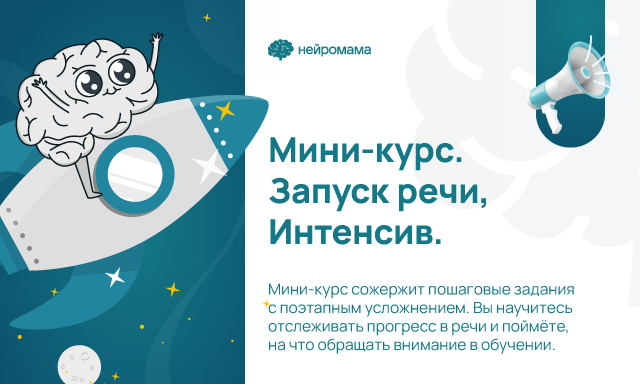 нейромама
Мини-курс.
Запуск речи,
Интенсив.
Мини-курс сожержит пошаговые задания
с поэтапным усложнением. Вы научитесь
отслеживать прогресс в речи и поймёте,
на что обращать внимание в обучении.